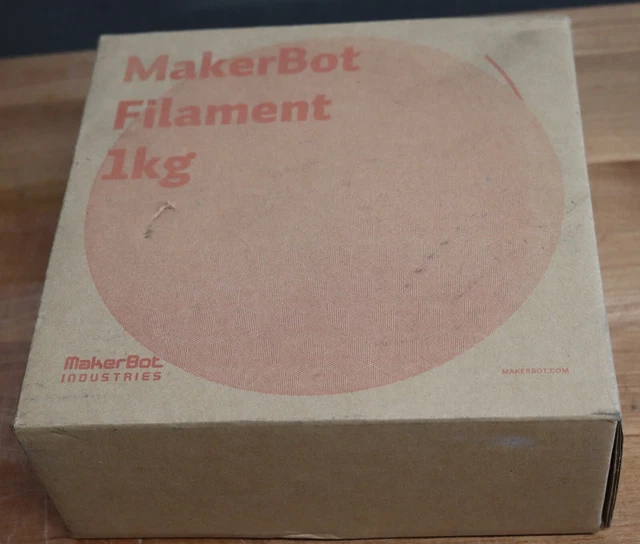 MakerBot
Filament
1kg
MakerBot
INDUSTRIES
MAKERBOT.COM